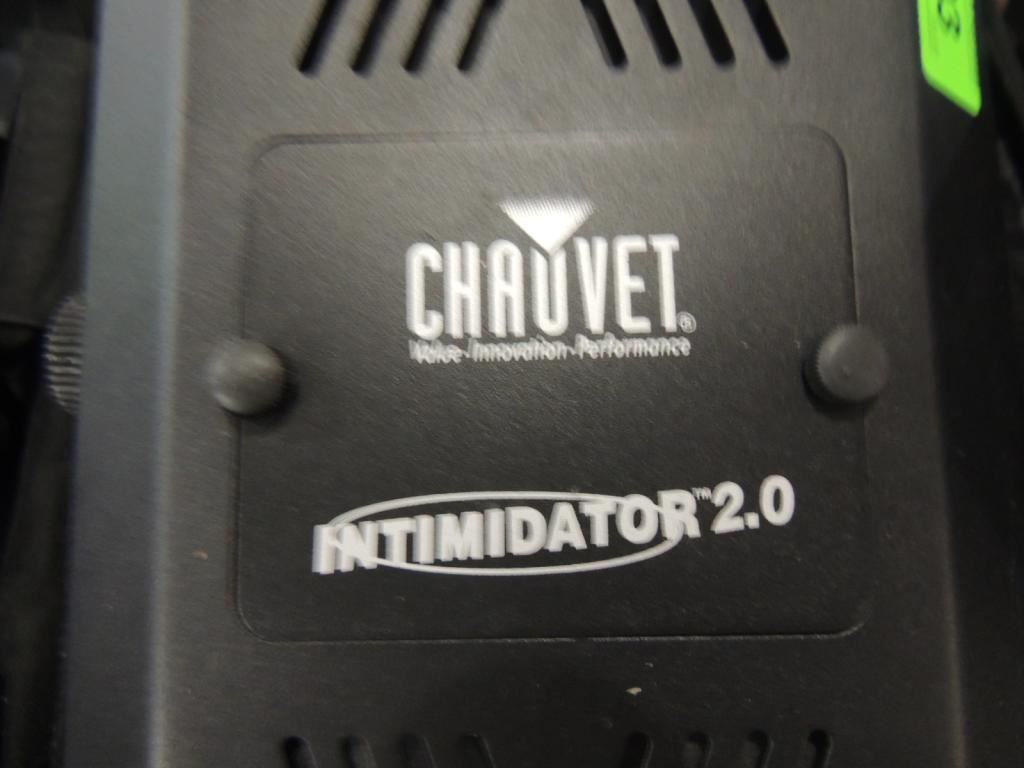 CHAUVET®
Value·Innovation·Performance
INTIMIDATOR™ 2.0